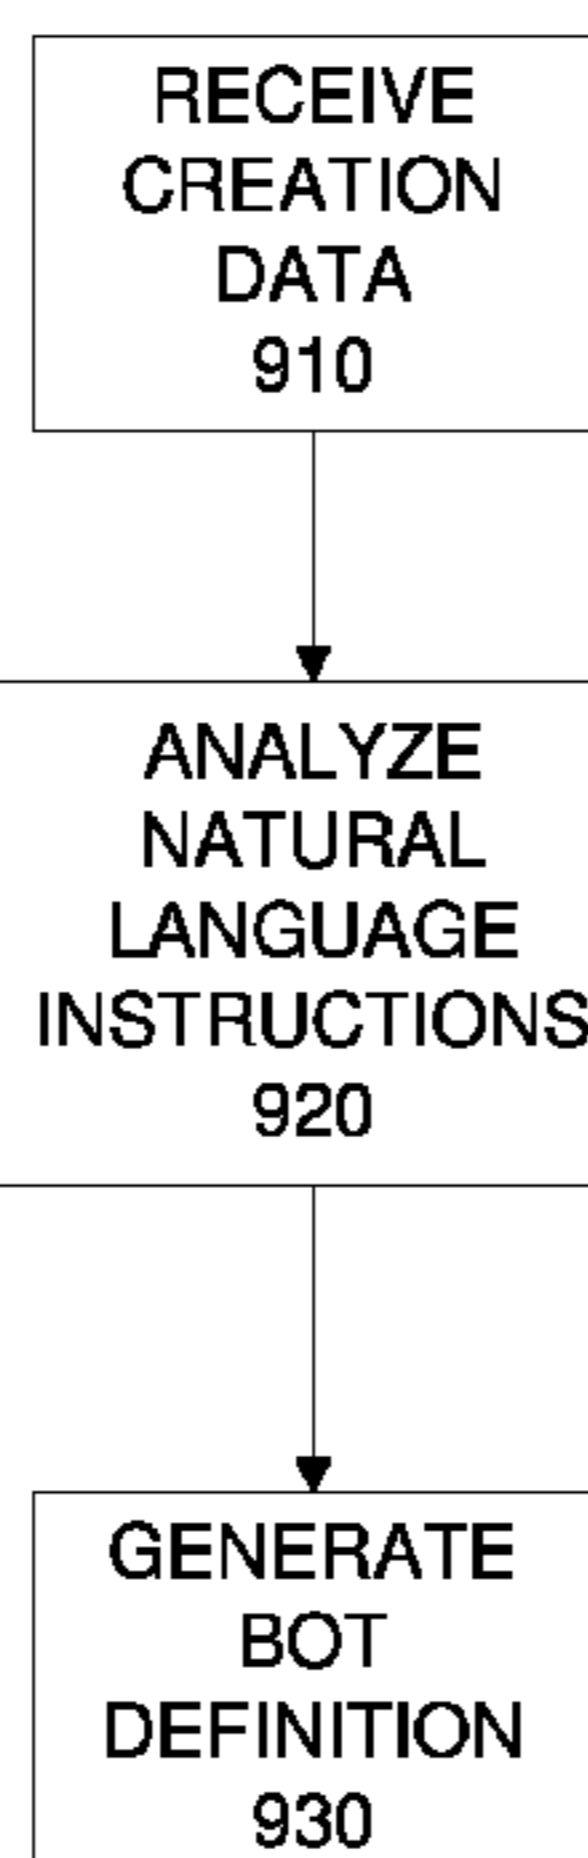 RECEIVE
CREATION
DATA
910
ANALYZE
NATURAL
LANGUAGE
INSTRUCTIONS
920
GENERATE
BOT
DEFINITION
930